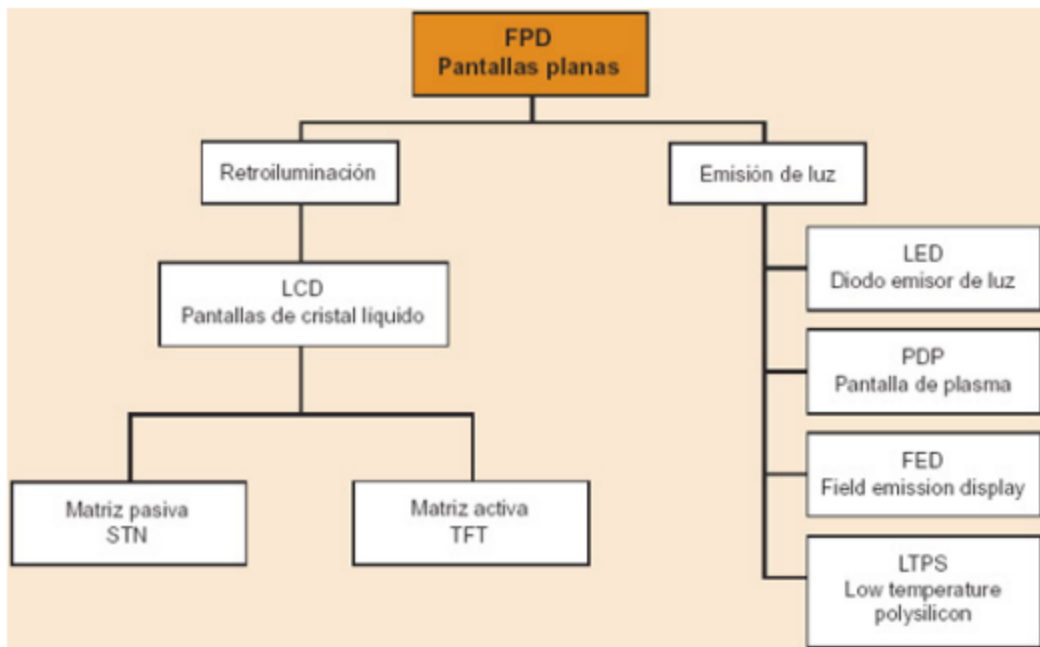 FPD
Pantallas planas
Retroiluminación
Emisión de luz
LCD
Pantallas de cristal líquido
LED
Diodo emisor de luz
PDP
Pantalla de plasma
FED
Field emission display
Matriz pasiva
STN
Matriz activa
TFT
LTPS
Low temperature
polysilicon